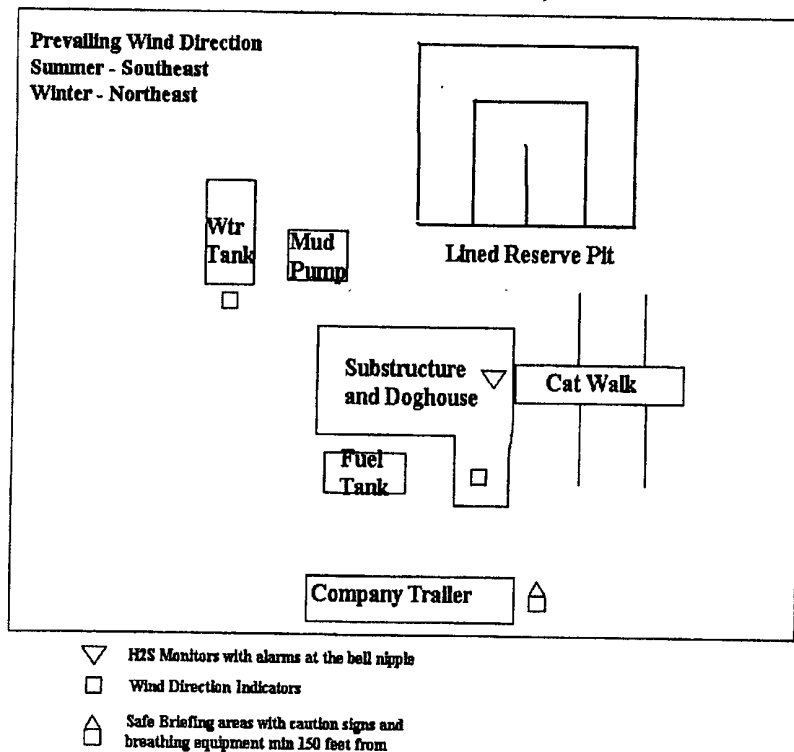 Prevailing Wind Direction
Summer - Southeast
Winter - Northeast
Wtr
Tank
Mud
Pump
Lined Reserve Pit
Substructure
and Doghouse
Cat Walk
Fuel
Tank
Company Trailer
H2S Monitors with alarms at the bell nipple
Wind Direction Indicators
Safe Briefing areas with caution signs and
breathing equipment min 150 feet from